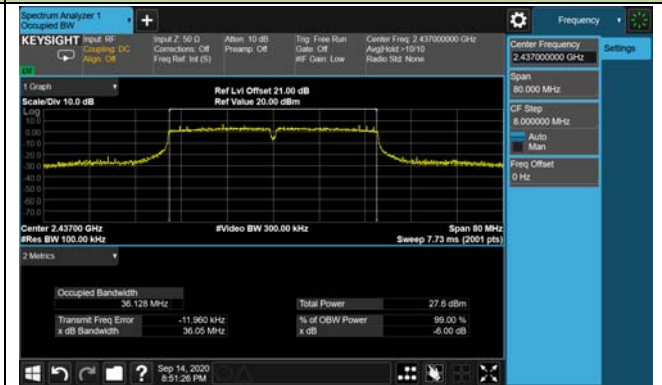 Spectrum Analyzer 1
Occupied BW
+
Frequency
KEYSIGHT
Input: RF
Coupling: DC
Align: Off
Input Z: 50 Ω
Corrections: Off
Freq Ref: Int (S)
Atten: 10 dB
Preamp: Off
Trig: Free Run
Gate: Off
#IF Gain: Low
Center Freq: 2.437000000 GHz
Avg|Hold:>10/10
Radio Std: None
Center Frequency
2.437000000 GHz
Settings
Span
80.000 MHz
CF Step
8.000000 MHz
Auto
Man
Freq Offset
0 Hz
1 Graph
Scale/Div 10.0 dB
Ref Lvl Offset 21.00 dB
Ref Value 20.00 dBm
Log
10.0
0.00
-10.0
-20.0
-30.0
-40.0
-50.0
-60.0
-70.0
Center 2.43700 GHz
#Res BW 100.00 kHz
#Video BW 300.00 kHz
Span 80 MHz
Sweep 7.73 ms (2001 pts)
2 Metrics
Occupied Bandwidth
36.128 MHz
Total Power 27.6 dBm
Transmit Freq Error -11.960 kHz
% of OBW Power 99.00 %
x dB Bandwidth 36.05 MHz
x dB -6.00 dB
?
Sep 14, 2020
8:51:26 PM